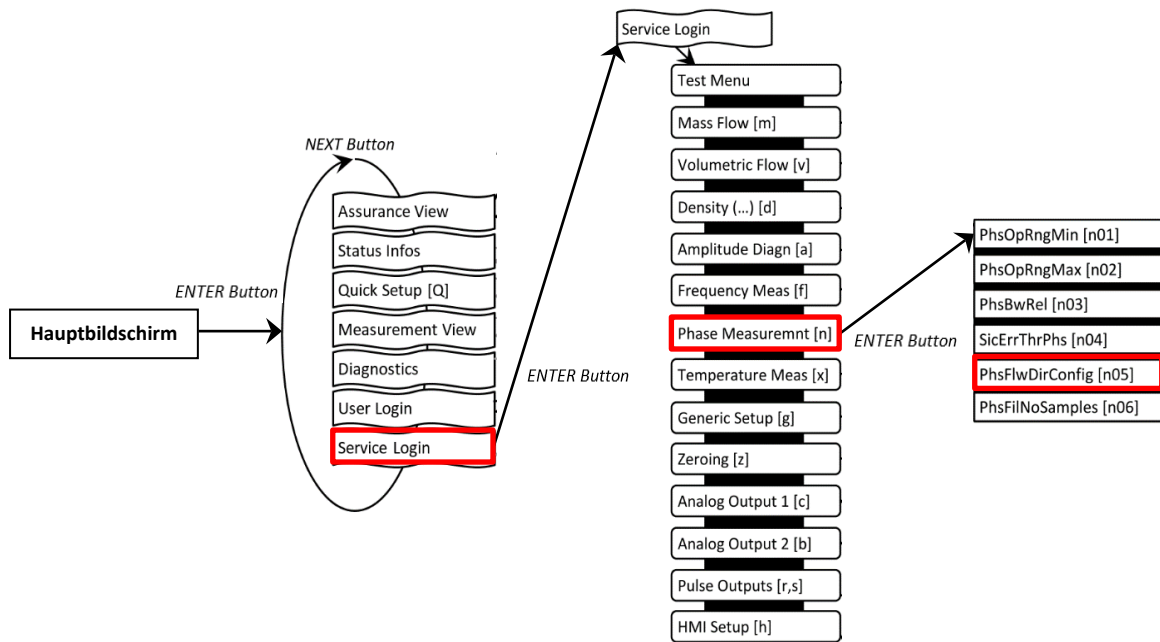 Hauptbildschirm
ENTER Button
NEXT Button
Assurance View
Status Infos
Quick Setup [Q]
Measurement View
Diagnostics
User Login
Service Login
ENTER Button
Service Login
Test Menu
Mass Flow [m]
Volumetric Flow [v]
Density (...) [d]
Amplitude Diagn [a]
Frequency Meas [f]
Phase Measuremnt [n]
Temperature Meas [x]
Generic Setup [g]
Zeroing [z]
Analog Output 1 [c]
Analog Output 2 [b]
Pulse Outputs [r,s]
HMI Setup [h]
ENTER Button
PhsOpRngMin [n01]
PhsOpRngMax [n02]
PhsBwRel [n03]
SicErrThrPhs [n04]
PhsFlwDirConfig [n05]
PhsFilNoSamples [n06]